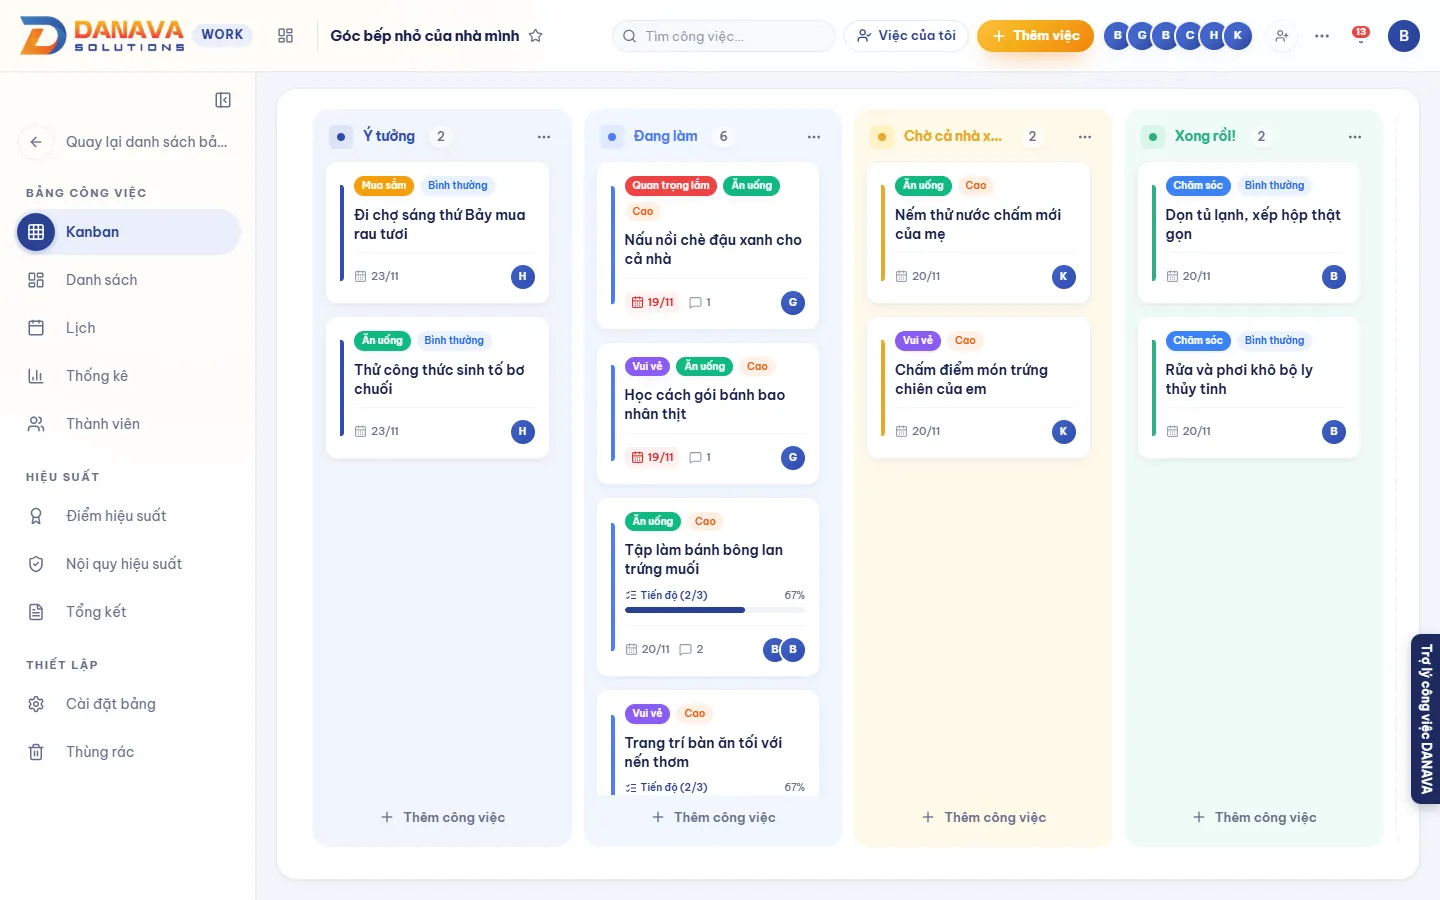 DANAVA
SOLUTIONS
WORK
Góc bếp nhỏ của nhà mình
Tìm công việc...
Việc của tôi
Thêm việc
B G B C H K
13
B
Quay lại danh sách bả...
BẢNG CÔNG VIỆC
Kanban
Danh sách
Lịch
Thống kê
Thành viên
HIỆU SUẤT
Điểm hiệu suất
Nội quy hiệu suất
Tổng kết
THIẾT LẬP
Cài đặt bảng
Thùng rác
Ý tưởng 2
Mua sắm Bình thường
Đi chợ sáng thứ Bảy mua
rau tươi
23/11 H
Ăn uống Bình thường
Thử công thức sinh tố bơ
chuối
23/11 H
Thêm công việc
Đang làm 6
Quan trọng lắm Ăn uống
Cao
Nấu nồi chè đậu xanh cho
cả nhà
19/11 1 G
Vui vẻ Ăn uống Cao
Học cách gói bánh bao
nhân thịt
19/11 1 G
Ăn uống Cao
Tập làm bánh bông lan
trứng muối
Tiến độ (2/3) 67%
20/11 2 B B
Vui vẻ Cao
Trang trí bàn ăn tối với
nến thơm
Tiến độ (2/3) 67%
Thêm công việc
Chờ cả nhà x... 2
Ăn uống Cao
Nếm thử nước chấm mới
của mẹ
20/11 K
Vui vẻ Cao
Chấm điểm món trứng
chiên của em
20/11 K
Thêm công việc
Xong rồi! 2
Chăm sóc Bình thường
Dọn tủ lạnh, xếp hộp thật
gọn
20/11 B
Chăm sóc Bình thường
Rửa và phơi khô bộ ly
thủy tinh
20/11 B
Thêm công việc
Trợ lý công việc DANAVA